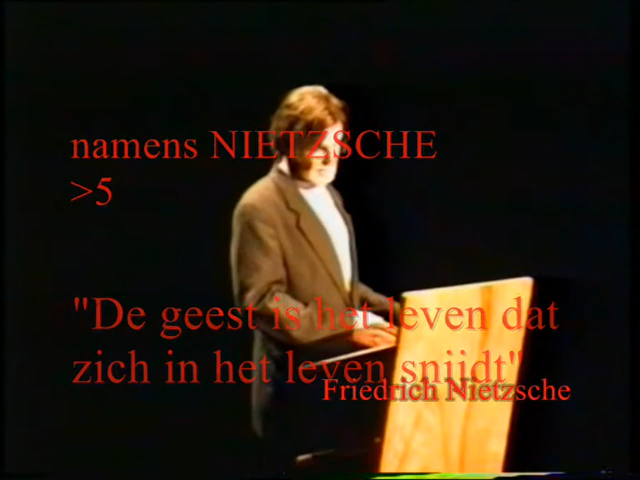 namens NIETZSCHE
>5
"De geest is het leven dat
zich in het leven snijdt"
Friedrich Nietzsche